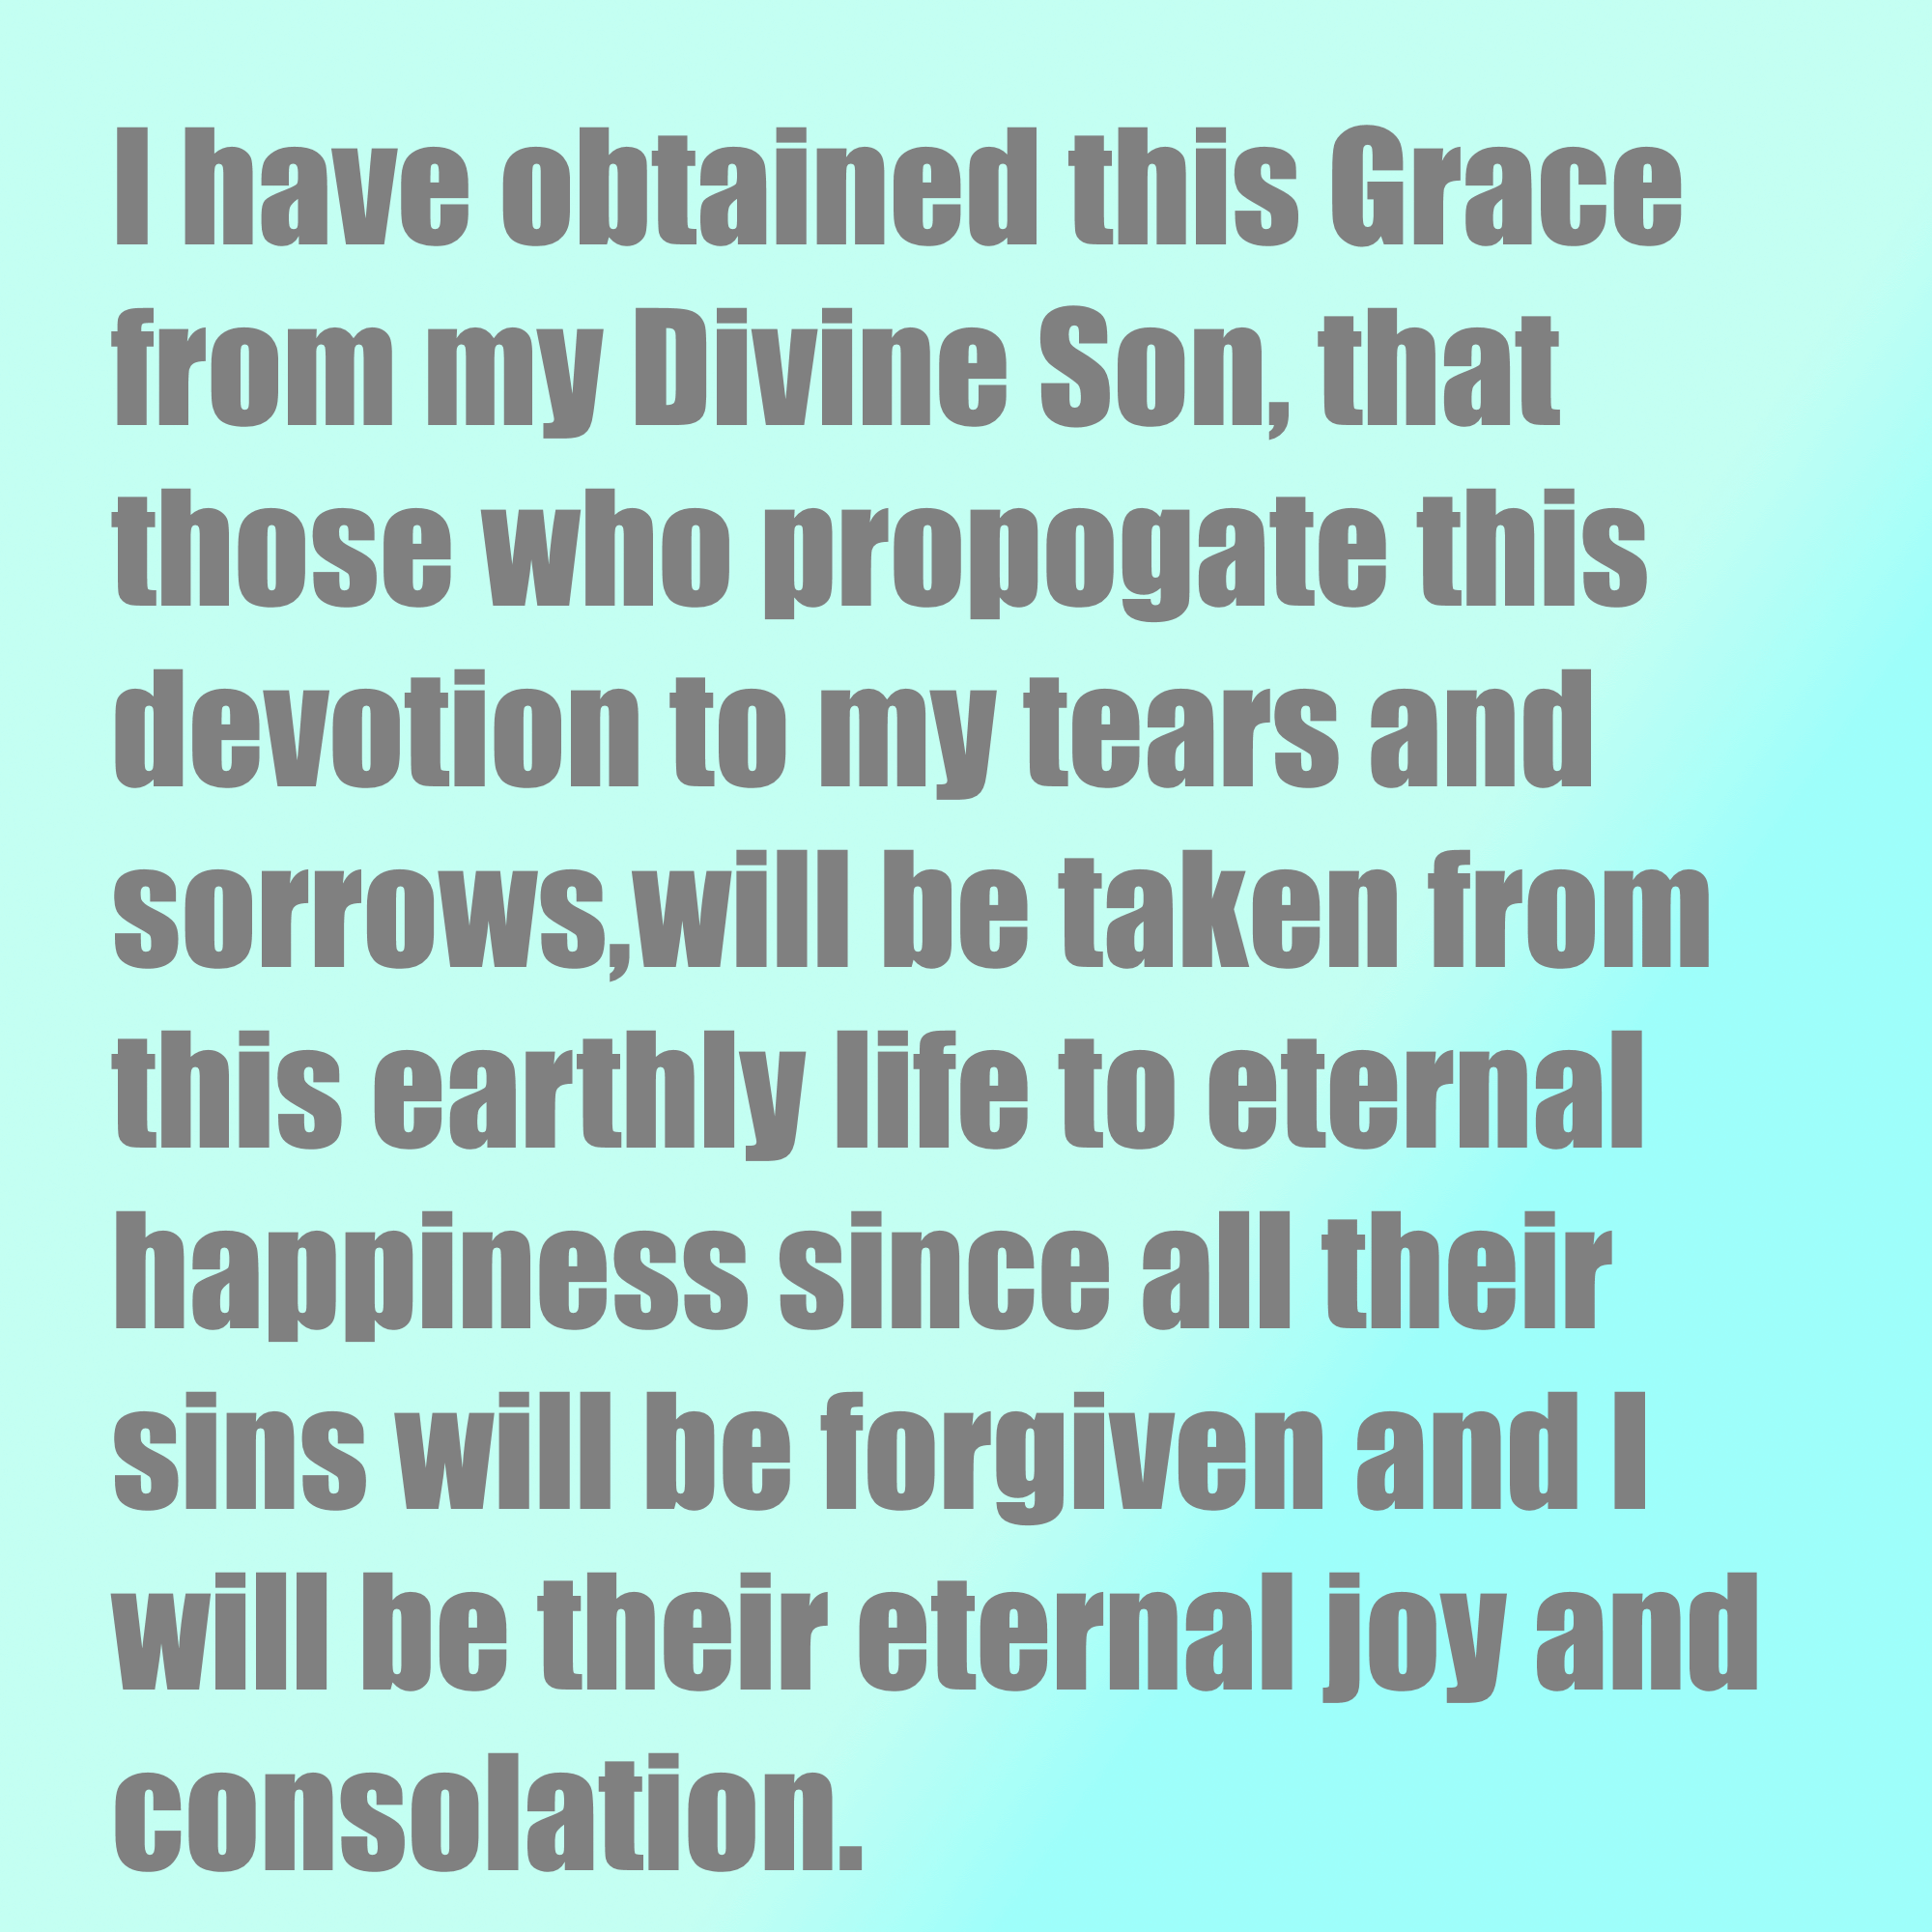 I have obtained this Grace
from my Divine Son, that
those who propogate this
devotion to my tears and
sorrows,will be taken from
this earthly life to eternal
happiness since all their
sins will be forgiven and I
will be their eternal joy and
consolation.